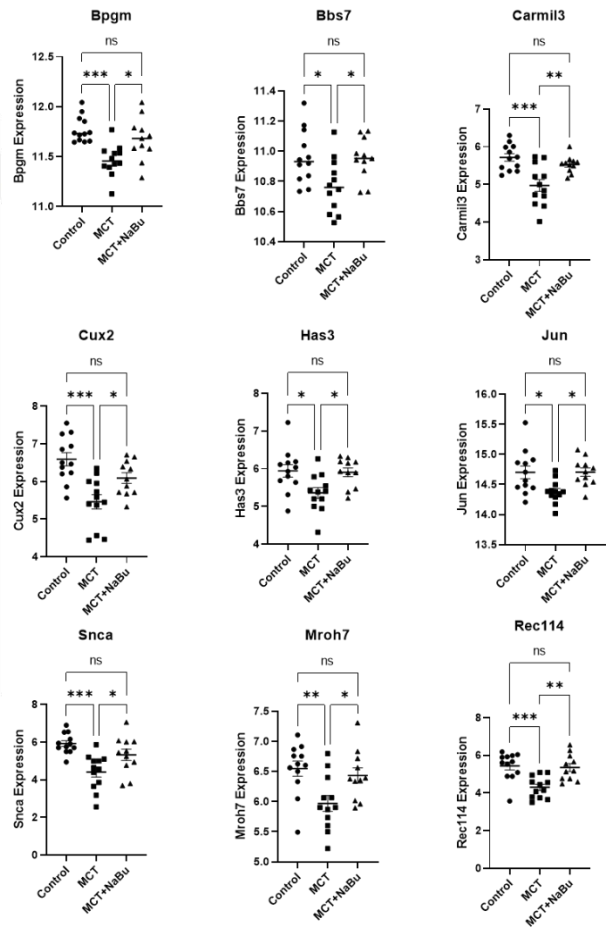 Bpgm
ns
*** *
Bpgm Expression
12.5
12.0
11.5
11.0
Control
MCT
MCT+NaBu
Bbs7
ns
* *
Bbs7 Expression
11.4
11.2
11.0
10.8
10.6
10.4
Control
MCT
MCT+NaBu
Carmil3
ns
**
***
Carmil3 Expression
7
6
5
4
3
Control
MCT
MCT+NaBu
Cux2
ns
*** *
Cux2 Expression
8
7
6
5
4
Control
MCT
MCT+NaBu
Has3
ns
* *
Has3 Expression
8
7
6
5
4
Control
MCT
MCT+NaBu
Jun
ns
* *
Jun Expression
16.0
15.5
15.0
14.5
14.0
13.5
Control
MCT
MCT+NaBu
Snca
ns
*** *
Snca Expression
8
6
4
2
0
Control
MCT
MCT+NaBu
Mroh7
ns
** *
Mroh7 Expression
7.5
7.0
6.5
6.0
5.5
5.0
Control
MCT
MCT+NaBu
Rec114
ns
**
***
Rec114 Expression
8
6
4
2
0
Control
MCT
MCT+NaBu